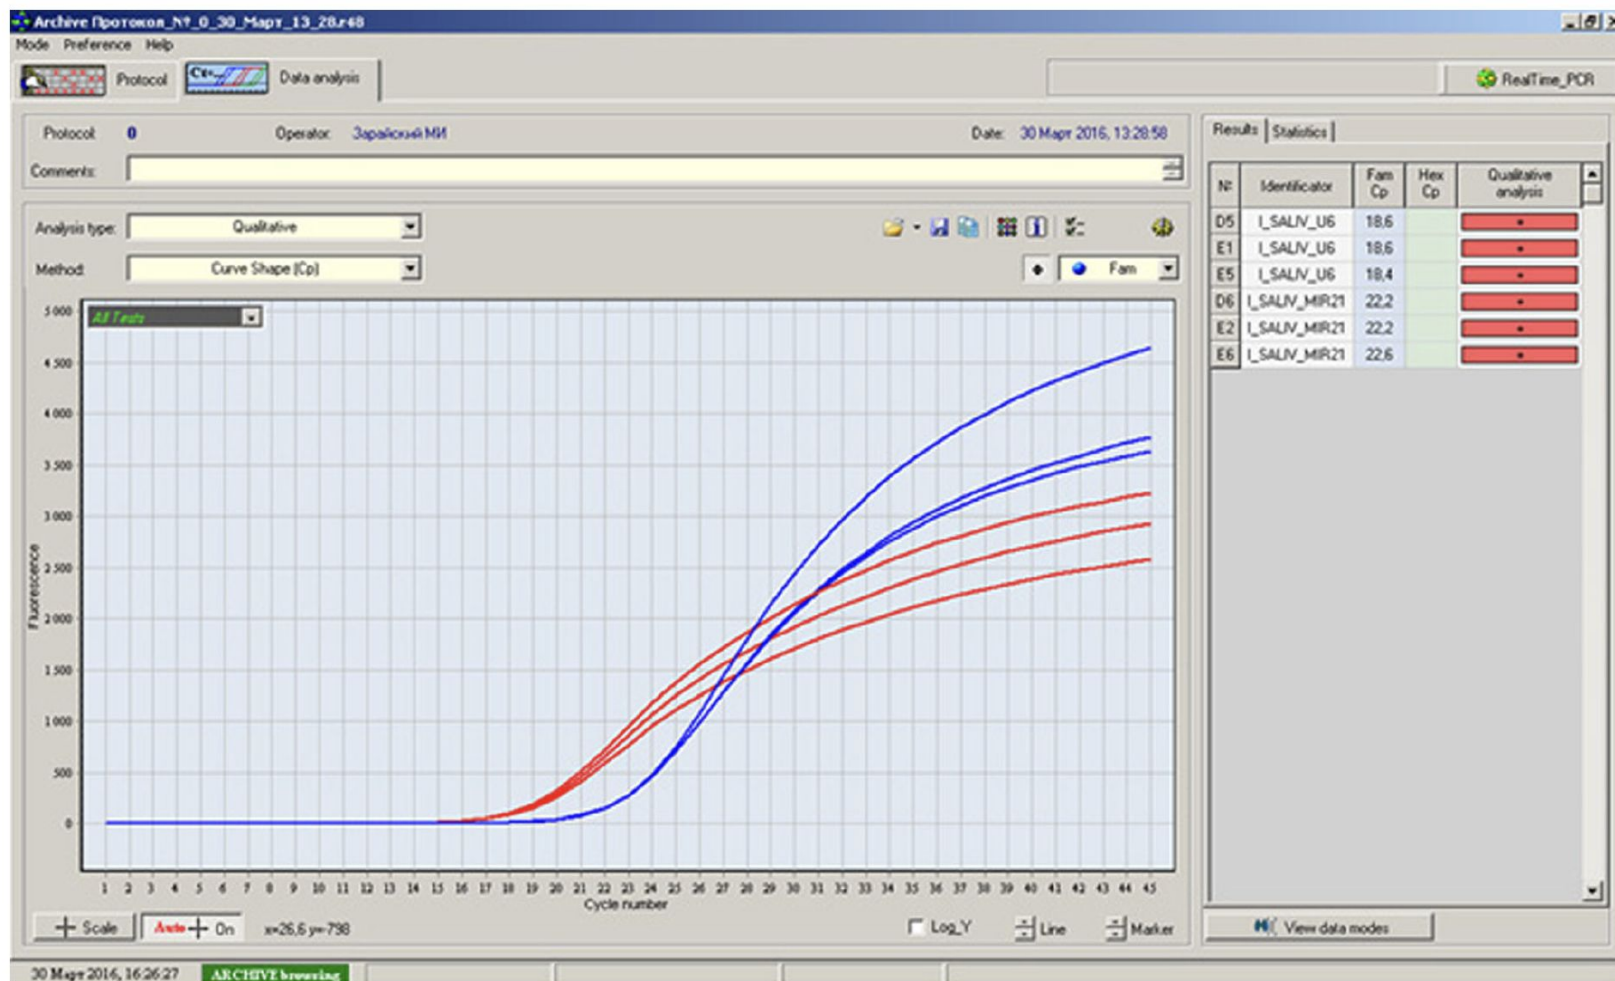 Archive Протокол_№_0_30_Март_13_28.r48
Mode Preference Help
Protocol
Ct=...
Data analysis
RealTime_PCR
Protocol: 0 Operator: Зарайский МИ Date: 30 Март 2016, 13:28:58
Comments:
Analysis type: Qualitative
Method: Curve Shape (Cp)
Fam
All Tests
5 000
4 500
4 000
3 500
3 000
2 500
2 000
1 500
1 000
500
0
Fluorescence
1 2 3 4 5 6 7 8 9 10 11 12 13 14 15 16 17 18 19 20 21 22 23 24 25 26 27 28 29 30 31 32 33 34 35 36 37 38 39 40 41 42 43 44 45
Cycle number
Scale Auto On x=26,6 y=-798 Log_Y Line Marker
Results Statistics
№ Identificator Fam Cp Hex Cp Qualitative analysis
D5 I_SALIV_U6 18,6 +
E1 I_SALIV_U6 18,6 +
E5 I_SALIV_U6 18,4 +
D6 I_SALIV_MIR21 22,2 +
E2 I_SALIV_MIR21 22,2 +
E6 I_SALIV_MIR21 22,6 +
View data modes
30 Март 2016, 16:26:27 ARCHIVE browsing